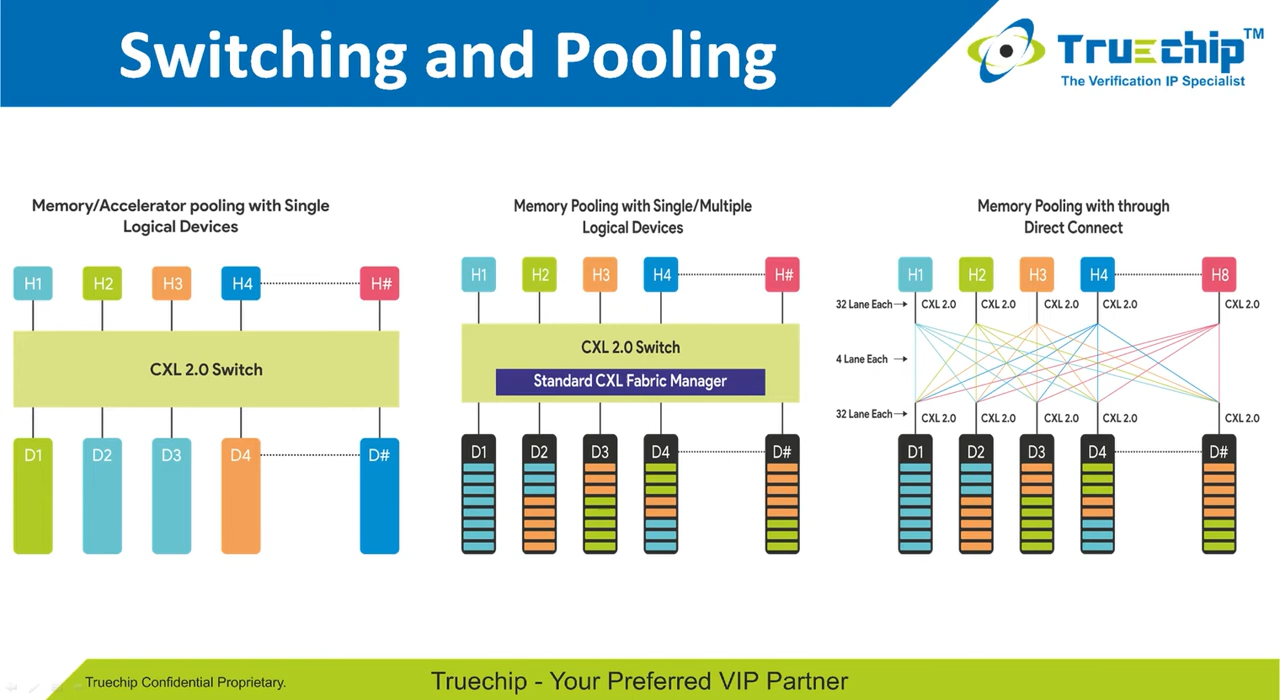 Switching and Pooling
Truechip™
The Verification IP Specialist
Memory/Accelerator pooling with Single
Logical Devices
H1 H2 H3 H4 H#
CXL 2.0 Switch
D1 D2 D3 D4 D#
Memory Pooling with Single/Multiple
Logical Devices
H1 H2 H3 H4 H#
CXL 2.0 Switch
Standard CXL Fabric Manager
D1 D2 D3 D4 D#
Memory Pooling with through
Direct Connect
H1 H2 H3 H4 H8
32 Lane Each CXL 2.0 CXL 2.0 CXL 2.0 CXL 2.0 CXL 2.0
4 Lane Each
32 Lane Each CXL 2.0 CXL 2.0 CXL 2.0 CXL 2.0 CXL 2.0
D1 D2 D3 D4 D#
Truechip Confidential Proprietary.
Truechip - Your Preferred VIP Partner